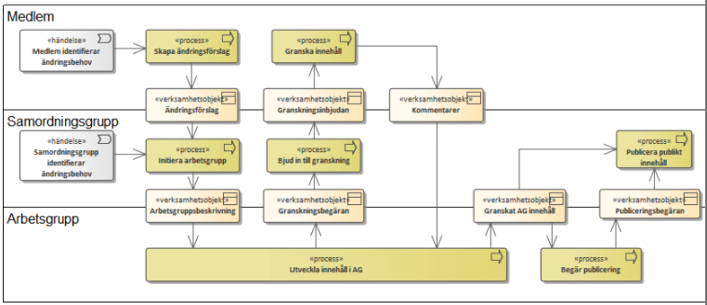 Medlem
«händelse»
Medlem identifierar
ändringsbehov
«process»
Skapa ändringsförslag
«process»
Granska innehåll
«verksamhetsobjekt»
Ändringsförslag
«verksamhetsobjekt»
Granskningsinbjudan
«verksamhetsobjekt»
Kommentarer
Samordningsgrupp
«händelse»
Samordningsgrupp
identifierar
ändringsbehov
«process»
Initiera arbetsgrupp
«process»
Bjud in till granskning
«process»
Publicera publikt
innehåll
«verksamhetsobjekt»
Arbetsgruppsbeskrivning
«verksamhetsobjekt»
Granskningsbegäran
«verksamhetsobjekt»
Granskat AG innehåll
«verksamhetsobjekt»
Publiceringsbegäran
Arbetsgrupp
«process»
Utveckla innehåll i AG
«process»
Begär publicering